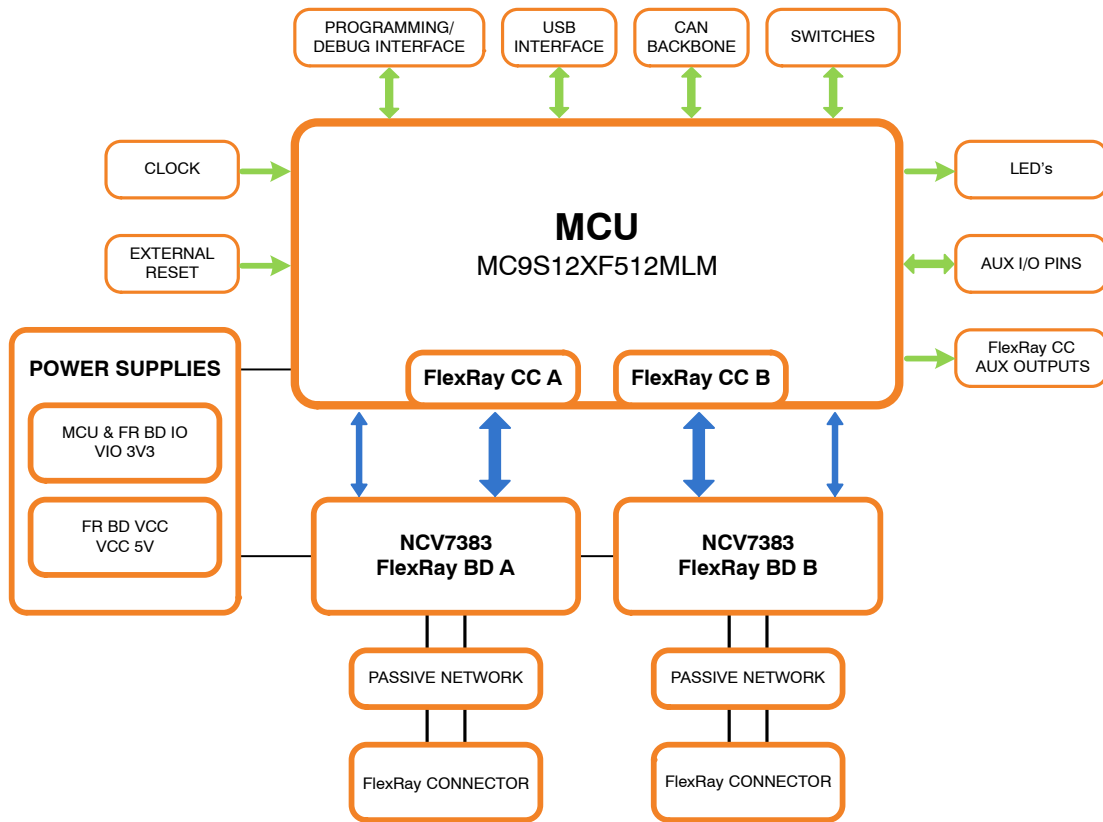 PROGRAMMING/
DEBUG INTERFACE
USB
INTERFACE
CAN
BACKBONE
SWITCHES
CLOCK
EXTERNAL
RESET
MCU
MC9S12XF512MLM
LED's
AUX I/O PINS
FlexRay CC
AUX OUTPUTS
FlexRay CC A
FlexRay CC B
POWER SUPPLIES
MCU & FR BD IO
VIO 3V3
FR BD VCC
VCC 5V
NCV7383
FlexRay BD A
NCV7383
FlexRay BD B
PASSIVE NETWORK
PASSIVE NETWORK
FlexRay CONNECTOR
FlexRay CONNECTOR